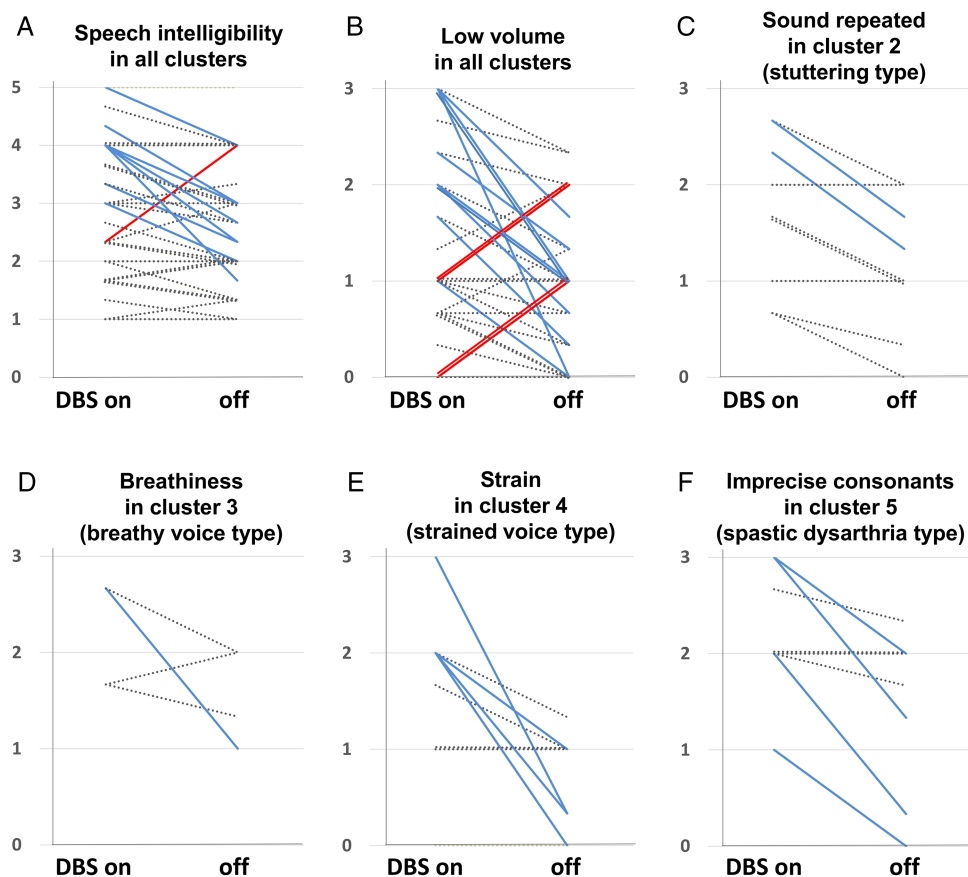 A
Speech intelligibility
in all clusters
5
4
3
2
1
0
DBS on off
B
Low volume
in all clusters
3
2
1
0
DBS on off
C
Sound repeated
in cluster 2
(stuttering type)
3
2
1
0
DBS on off
D
Breathiness
in cluster 3
(breathy voice type)
3
2
1
0
DBS on off
E
Strain
in cluster 4
(strained voice type)
3
2
1
0
DBS on off
F
Imprecise consonants
in cluster 5
(spastic dysarthria type)
3
2
1
0
DBS on off